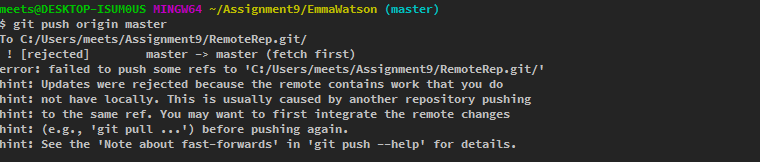 meets@DESKTOP-ISUM0US MINGW64 ~/Assignment9/EmmaWatson (master)
$ git push origin master
To C:/Users/meets/Assignment9/RemoteRep.git/
 ! [rejected]        master -> master (fetch first)
error: failed to push some refs to 'C:/Users/meets/Assignment9/RemoteRep.git/'
hint: Updates were rejected because the remote contains work that you do
hint: not have locally. This is usually caused by another repository pushing
hint: to the same ref. You may want to first integrate the remote changes
hint: (e.g., 'git pull ...') before pushing again.
hint: See the 'Note about fast-forwards' in 'git push --help' for details.